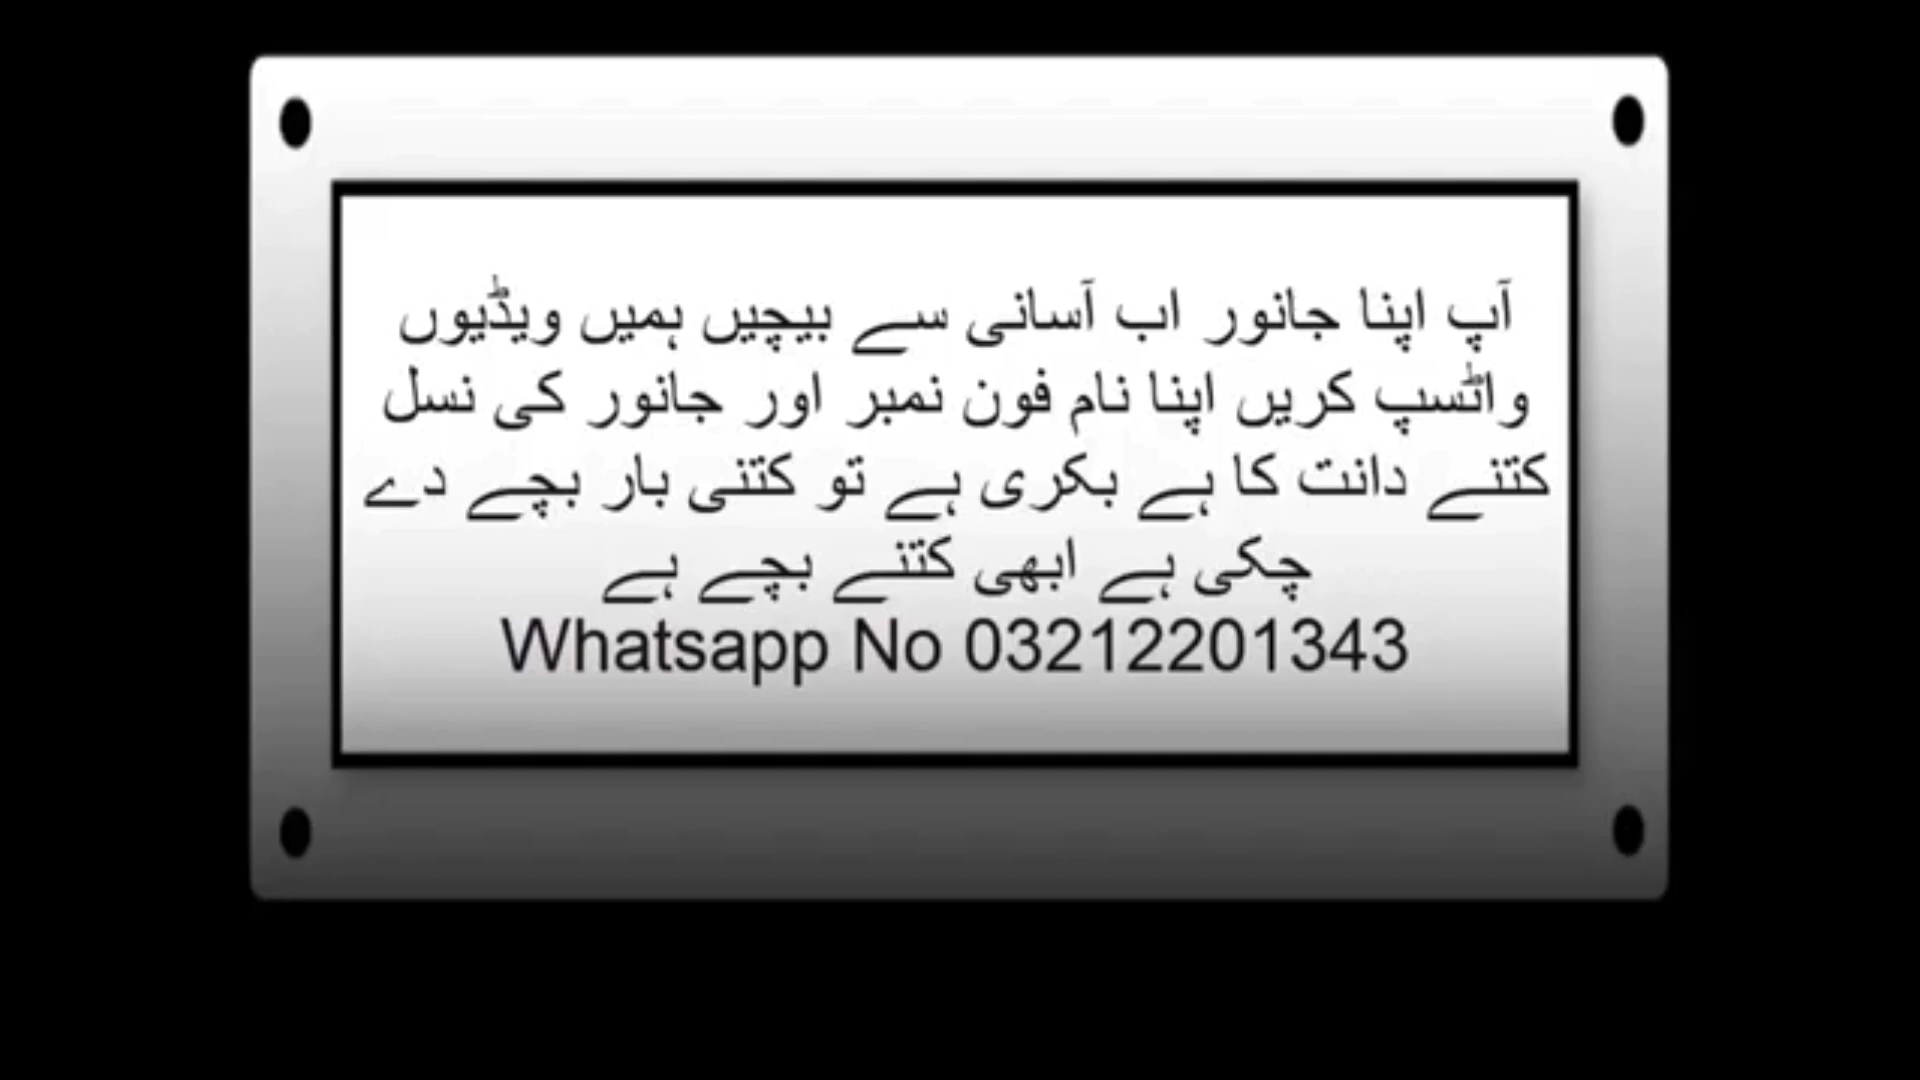 آپ اپنا جانور اب آسانی سے بیچیں ہمیں ویڈیوں
واٹسپ کریں اپنا نام فون نمبر اور جانور کی نسل
کتنے دانت کا ہے بکری ہے تو کتنی بار بچے دے
چکی ہے ابھی کتنے بچے ہے
Whatsapp No 03212201343